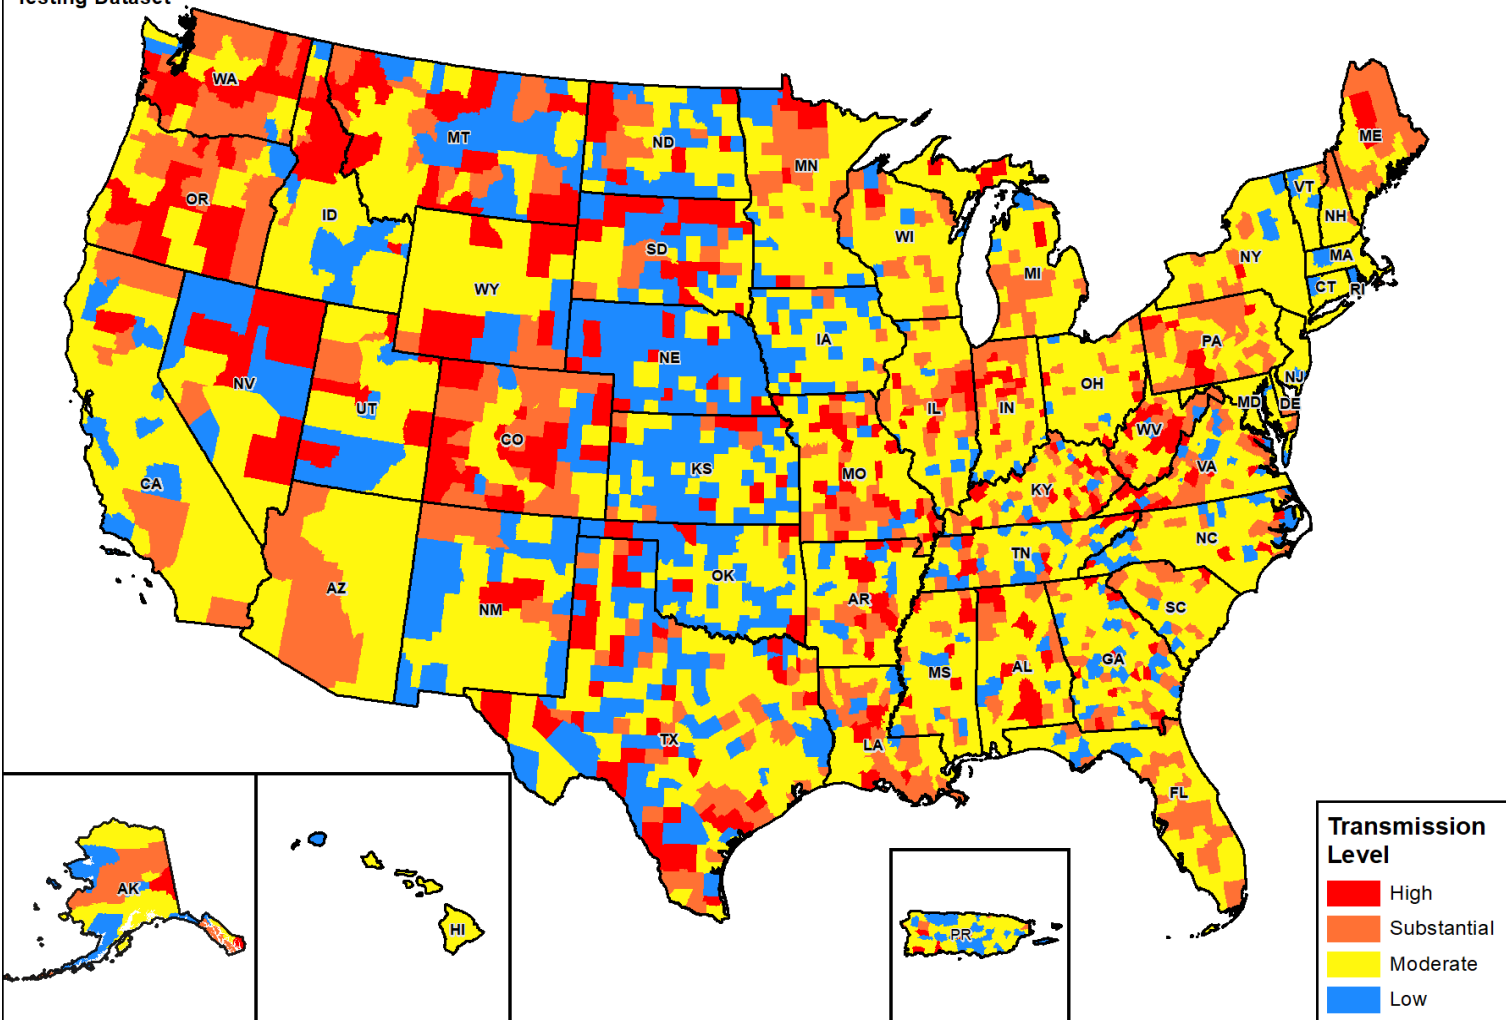 Testing Dataset
WA
MT
ND
MN
ME
OR
ID
SD
WI
MI
VT
NH
NY
MA
CT
RI
WY
NE
IA
PA
NJ
NV
UT
CO
IL
IN
OH
MD
DE
WV
VA
CA
KS
MO
KY
AZ
NM
OK
AR
TN
NC
SC
MS
AL
GA
TX
LA
FL
AK
HI
PR
Transmission
Level
High
Substantial
Moderate
Low